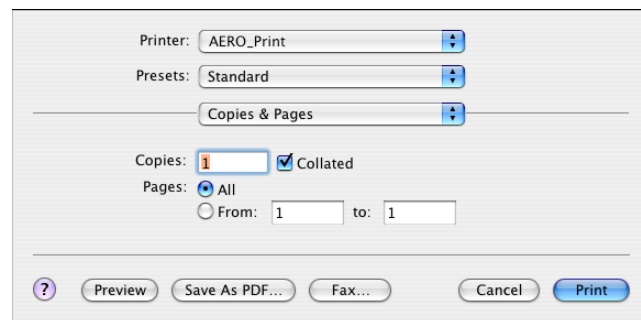 Printer: AERO_Print
Presets: Standard
Copies & Pages
Copies: 1 Collated
Pages: All
From: 1 to: 1
? Preview Save As PDF... Fax... Cancel Print